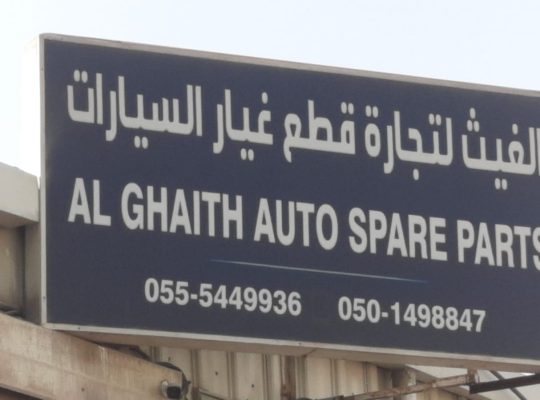 الغيث لتجارة قطع غيار السيارات
AL GHAITH AUTO SPARE PARTS
055-5449936 050-1498847